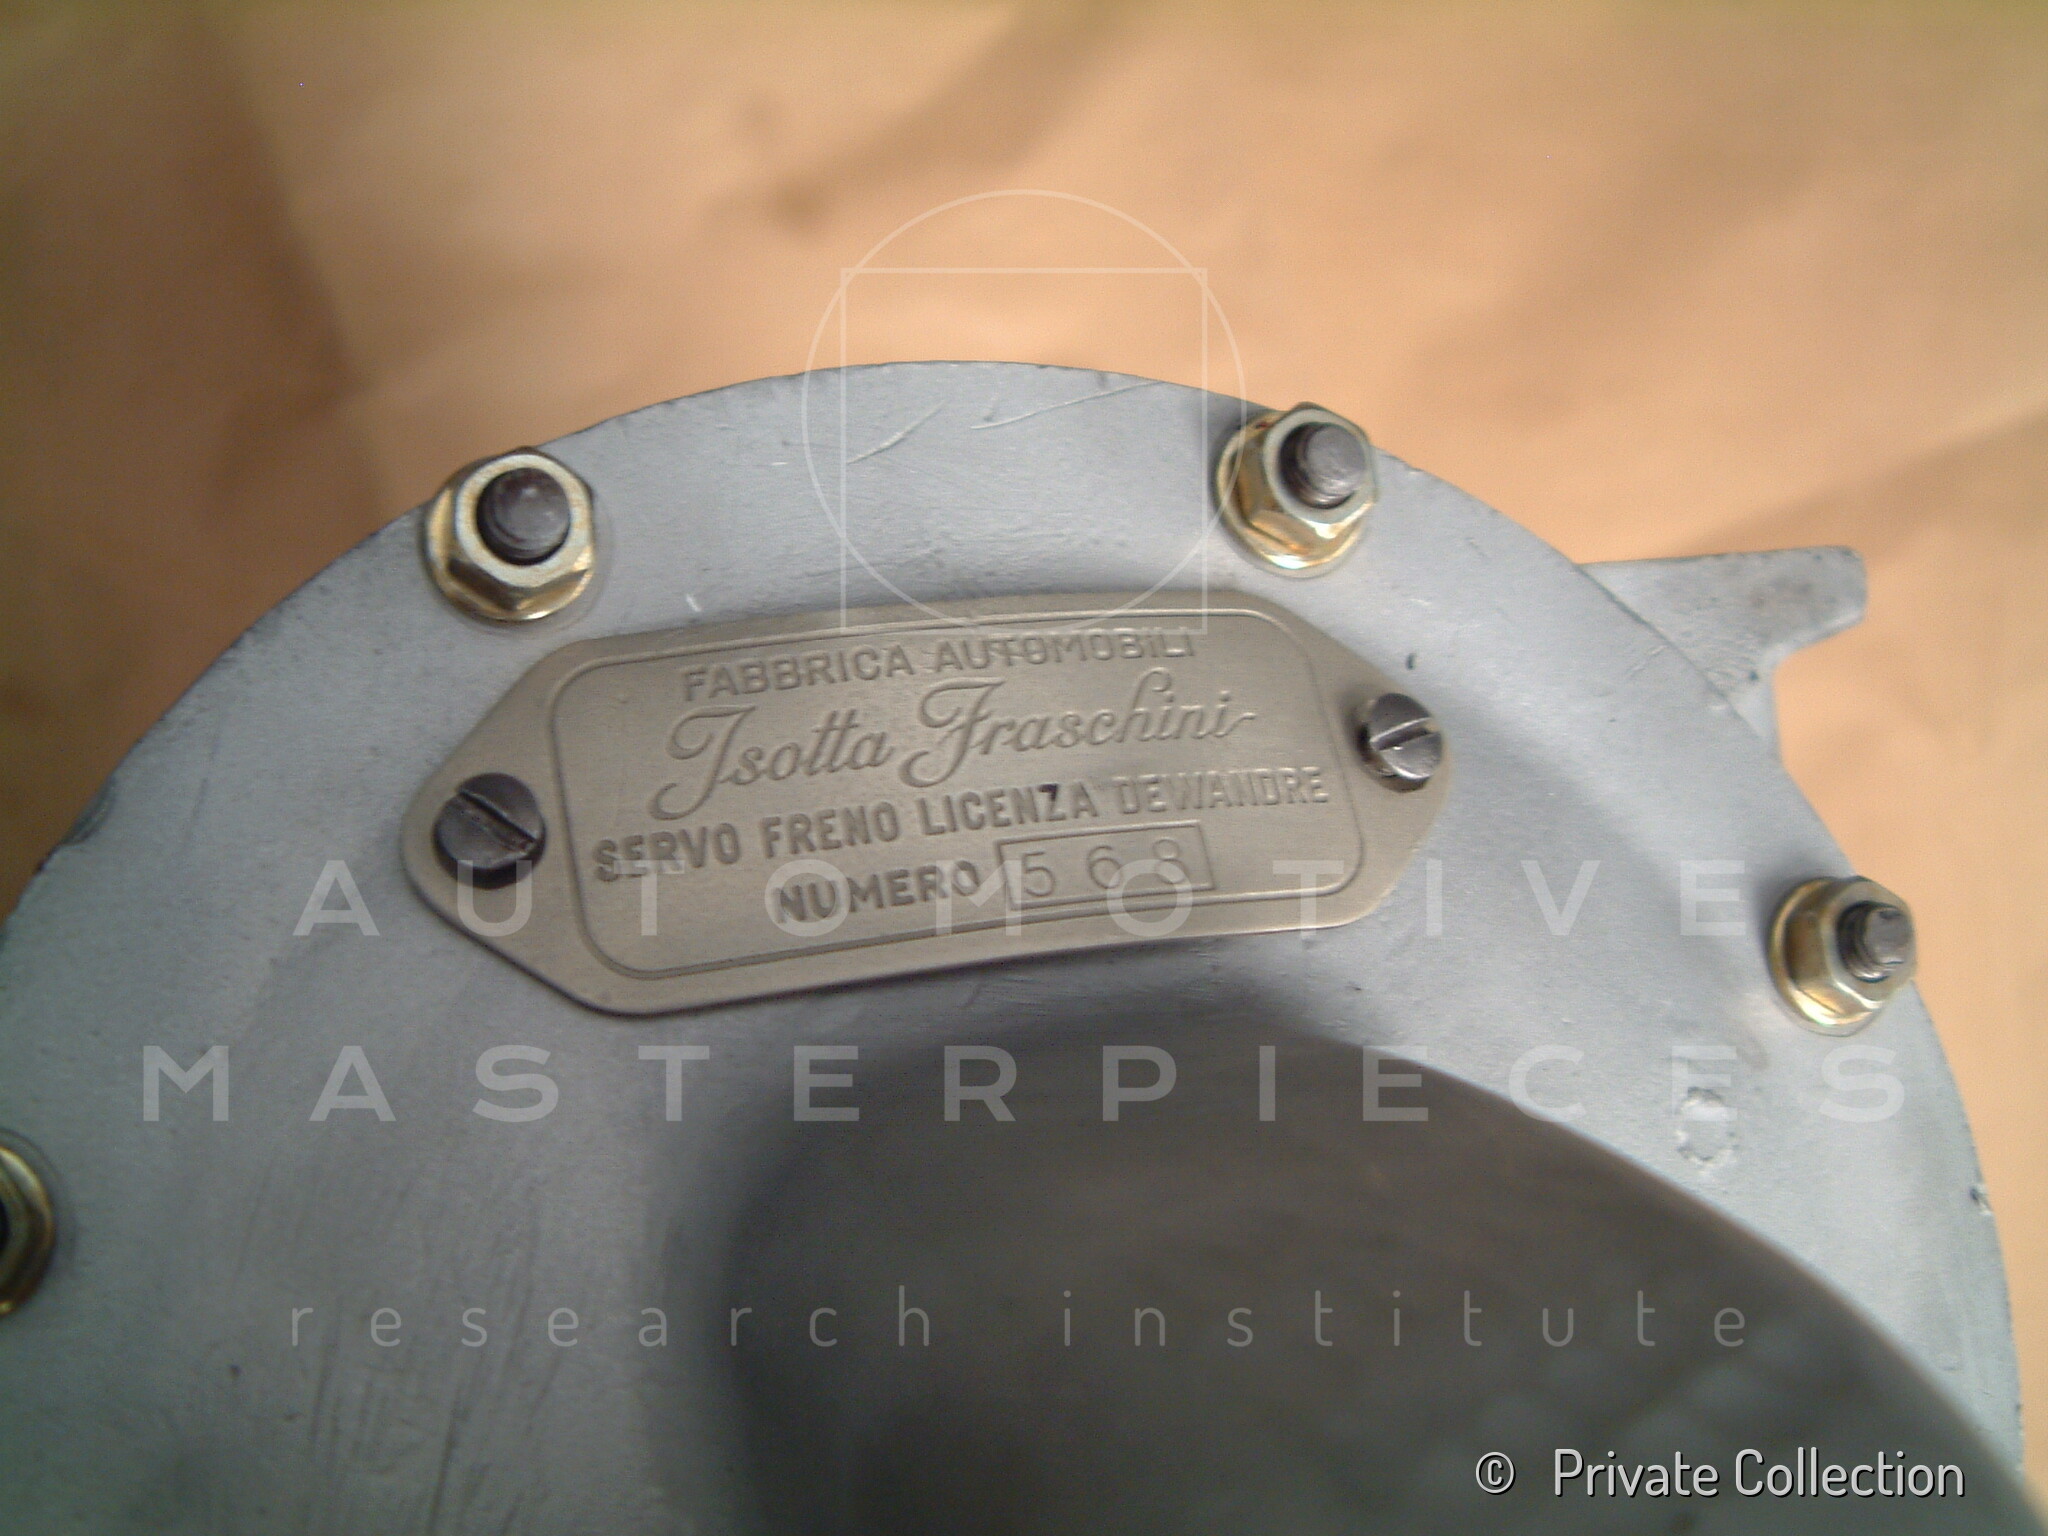 FABBRICA AUTOMOBILI
Isotta Fraschini
SERVO FRENO LICENZA DEWANDRE
NUMERO 568
AUTOMOTIVE
MASTERPIECES
research institute
© Private Collection